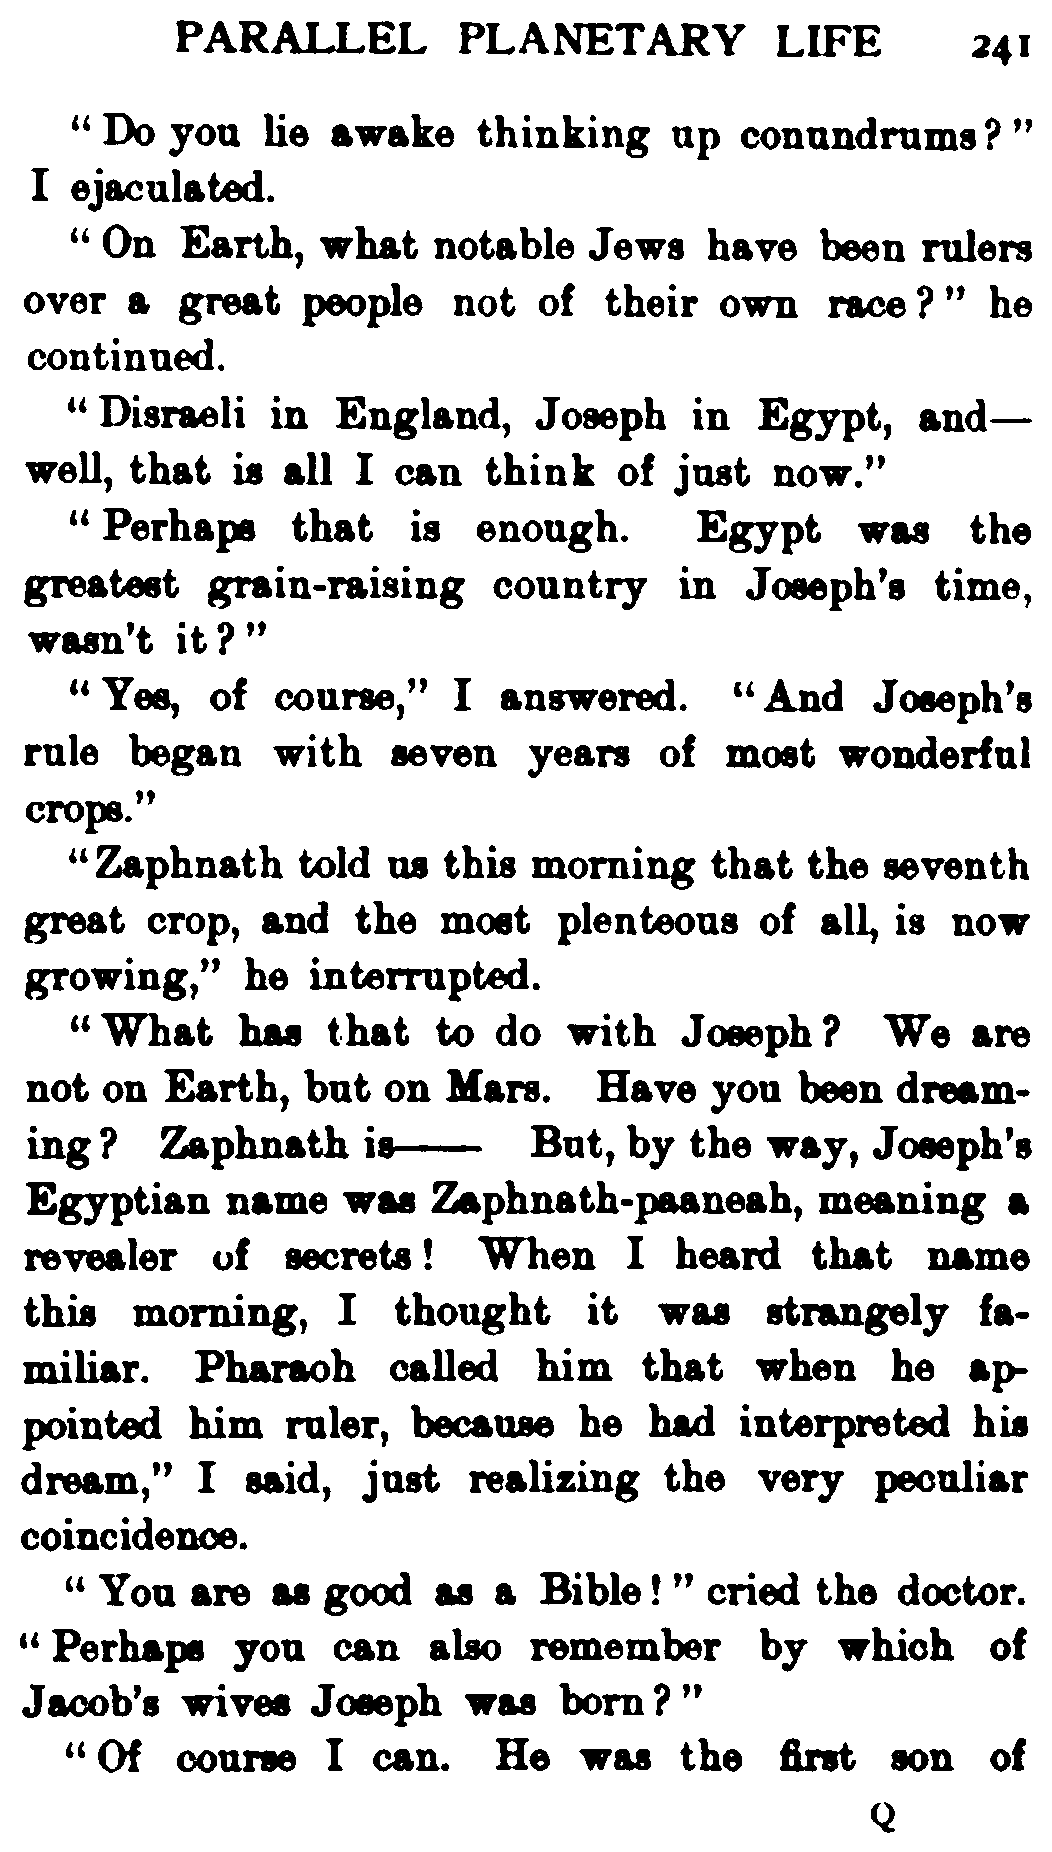 PARALLEL PLANETARY LIFE 241
“Do you lie awake thinking up conundrums?”
I ejaculated.
“On Earth, what notable Jews have been rulers
over a great people not of their own race?” he
continued.
“Disraeli in England, Joseph in Egypt, and—
well, that is all I can think of just now.”
“Perhaps that is enough. Egypt was the
greatest grain-raising country in Joseph’s time,
wasn’t it?”
“Yes, of course,” I answered. “And Joseph’s
rule began with seven years of most wonderful
crops.”
“Zaphnath told us this morning that the seventh
great crop, and the most plenteous of all, is now
growing,” he interrupted.
“What has that to do with Joseph? We are
not on Earth, but on Mars. Have you been dream-
ing? Zaphnath is—— But, by the way, Joseph’s
Egyptian name was Zaphnath-paaneah, meaning a
revealer of secrets! When I heard that name
this morning, I thought it was strangely fa-
miliar. Pharaoh called him that when he ap-
pointed him ruler, because he had interpreted his
dream,” I said, just realizing the very peculiar
coincidence.
“You are as good as a Bible!” cried the doctor.
“Perhaps you can also remember by which of
Jacob’s wives Joseph was born?”
“Of course I can. He was the first son of
Q